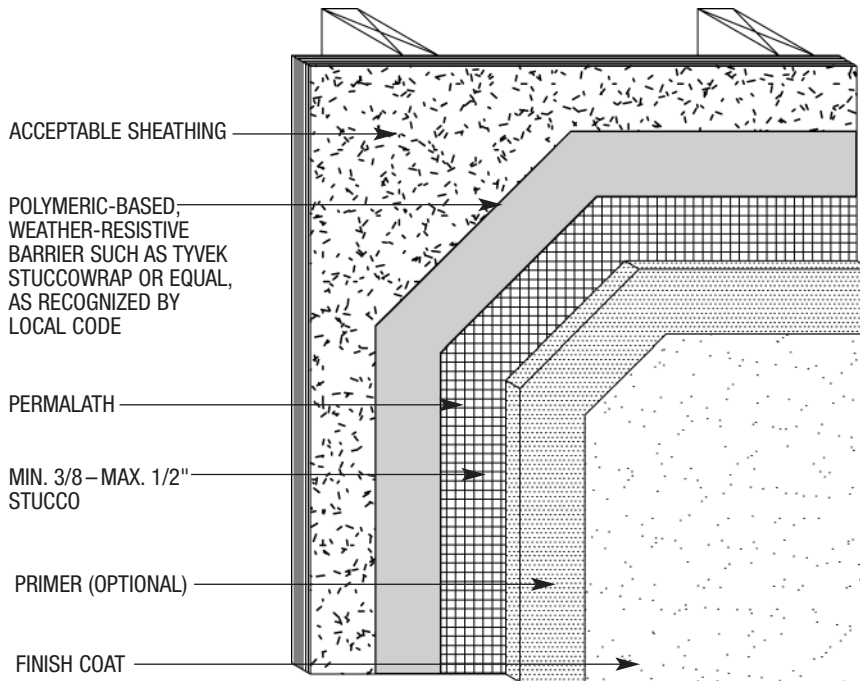 ACCEPTABLE SHEATHING
POLYMERIC-BASED,
WEATHER-RESISTIVE
BARRIER SUCH AS TYVEK
STUCCOWRAP OR EQUAL,
AS RECOGNIZED BY
LOCAL CODE
PERMALATH
MIN. 3/8 – MAX. 1/2"
STUCCO
PRIMER (OPTIONAL)
FINISH COAT